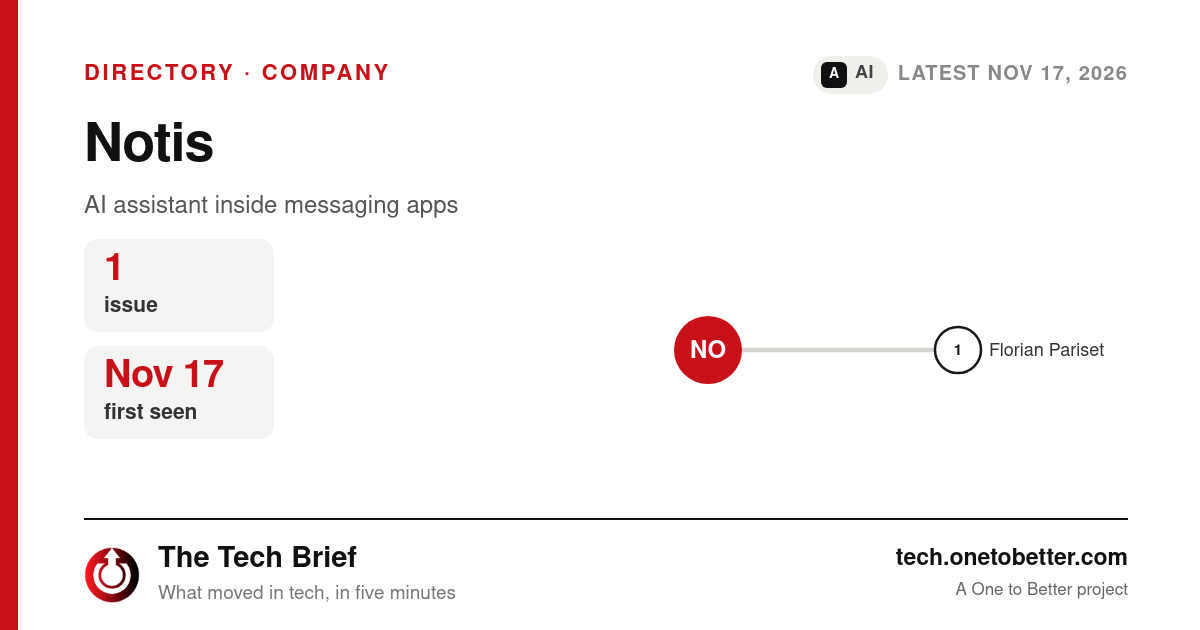 DIRECTORY · COMPANY
A AI LATEST NOV 17, 2026
Notis
AI assistant inside messaging apps
1
issue
Nov 17
first seen
NO
1
Florian Pariset
The Tech Brief
What moved in tech, in five minutes
tech.onetobetter.com
A One to Better project